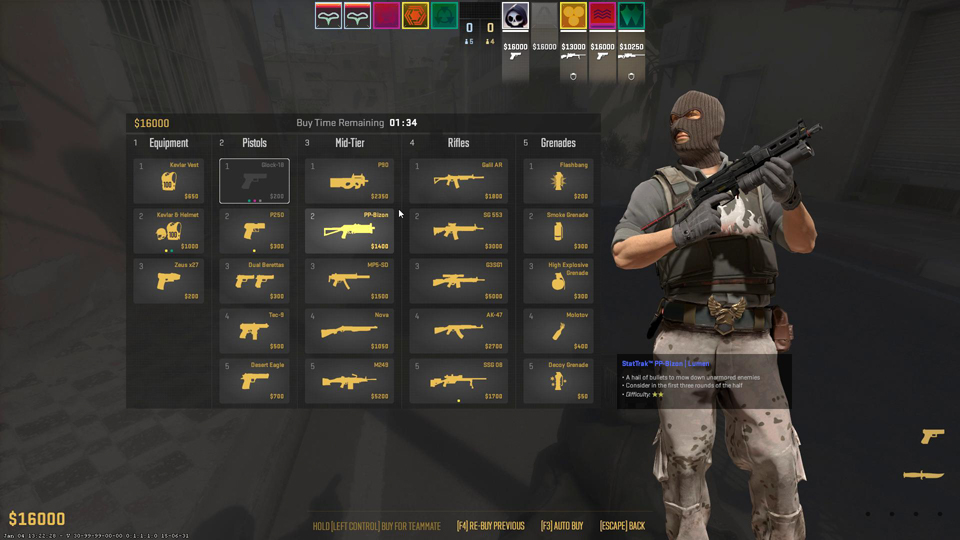 0 0
5 4
$16000 $16000 $13000 $16000 $10250
$16000 Buy Time Remaining 01:34
1 Equipment 2 Pistols 3 Mid-Tier 4 Rifles 5 Grenades
1 Kevlar Vest 1 Glock-18 1 P90 1 Galil AR 1 Flashbang
100
$650 $200 $2350 $1800 $200
2 Kevlar & Helmet 2 P250 2 PP-Bizon 2 SG 553 2 Smoke Grenade
100
$1000 $300 $1400 $3000 $300
3 Zeus x27 3 Dual Berettas 3 MP5-SD 3 G3SG1 3 High Explosive
Grenade
$200 $300 $1500 $5000 $300
4 Tec-9 4 Nova 4 AK-47 4 Molotov
$500 $1050 $2700 $400
5 Desert Eagle 5 M249 5 SSG 08 5 Decoy Grenade
$700 $5200 $1700 $50
StatTrak™ PP-Bizon | Lumen
• A hail of bullets to mow down unarmored enemies
• Consider in the first three rounds of the half
• Difficulty: ★★
$16000
HOLD [LEFT CONTROL] BUY FOR TEAMMATE [F4] RE-BUY PREVIOUS [F3] AUTO BUY [ESCAPE] BACK